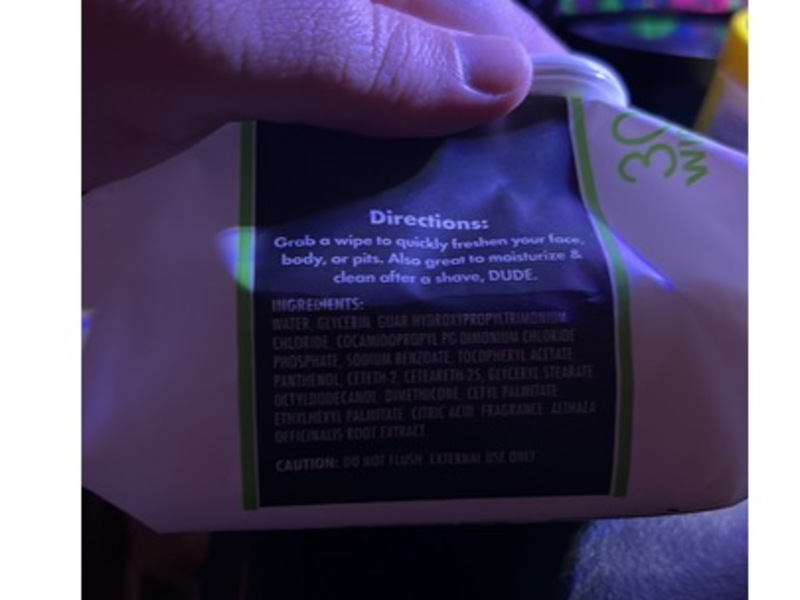 30
WIP
Directions:
Grab a wipe to quickly freshen your face,
body, or pits. Also great to moisturize &
clean after a shave, DUDE.
INGREDIENTS:
WATER, GLYCERIN, GUAR HYDROXYPROPYLTRIMONIUM
CHLORIDE, COCAMIDOPROPYL PG-DIMONIUM CHLORIDE
PHOSPHATE, SODIUM BENZOATE, TOCOPHERYL ACETATE,
PANTHENOL, CETETH-2, CETEARETH-25, GLYCERYL STEARATE,
OCTYLDODECANOL, DIMETHICONE, CETYL PALMITATE,
ETHYLHEXYL PALMITATE, CITRIC ACID, FRAGRANCE, ALTHAEA
OFFICINALIS ROOT EXTRACT
CAUTION: DO NOT FLUSH. EXTERNAL USE ONLY